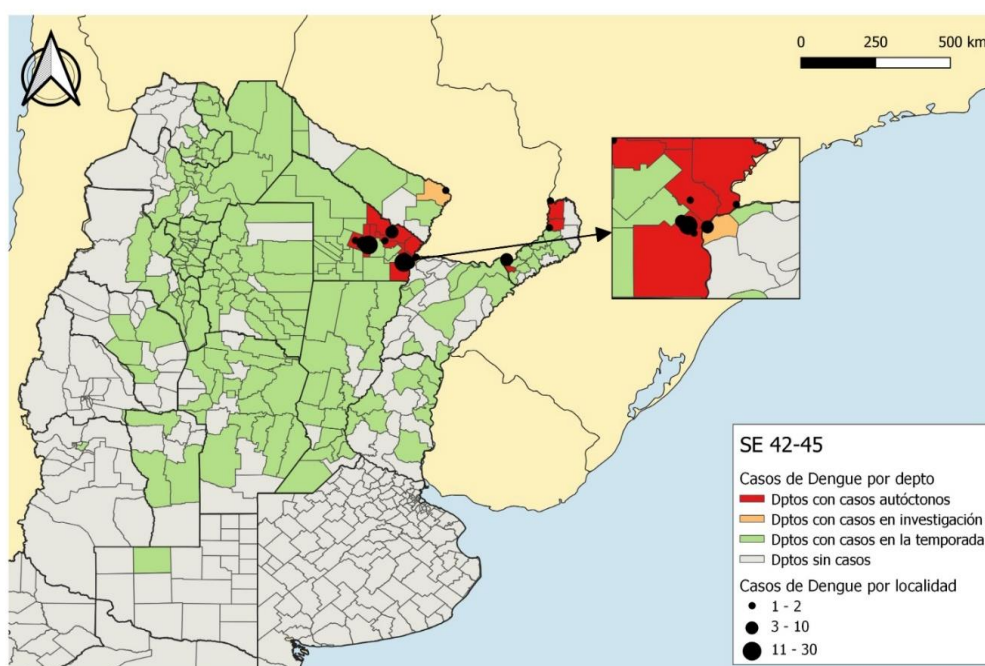 0 250 500 km
SE 42-45
Casos de Dengue por depto
Dptos con casos autóctonos
Dptos con casos en investigación
Dptos con casos en la temporada
Dptos sin casos
Casos de Dengue por localidad
1 - 2
3 - 10
11 - 30